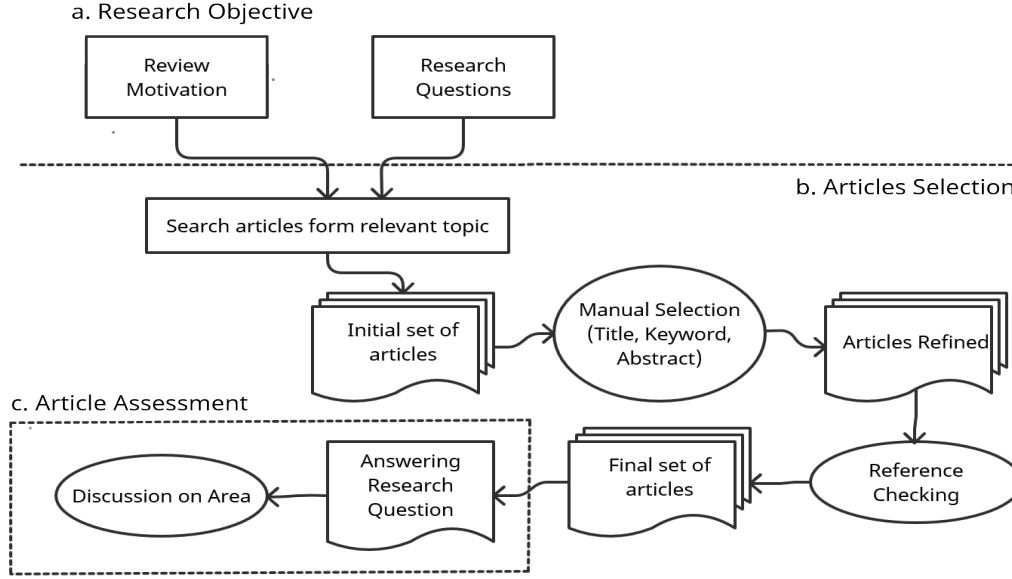 a. Research Objective
Review
Motivation
Research
Questions
b. Articles Selection
Search articles form relevant topic
Initial set of
articles
Manual Selection
(Title, Keyword,
Abstract)
Articles Refined
c. Article Assessment
Discussion on Area
Answering
Research
Question
Final set of
articles
Reference
Checking